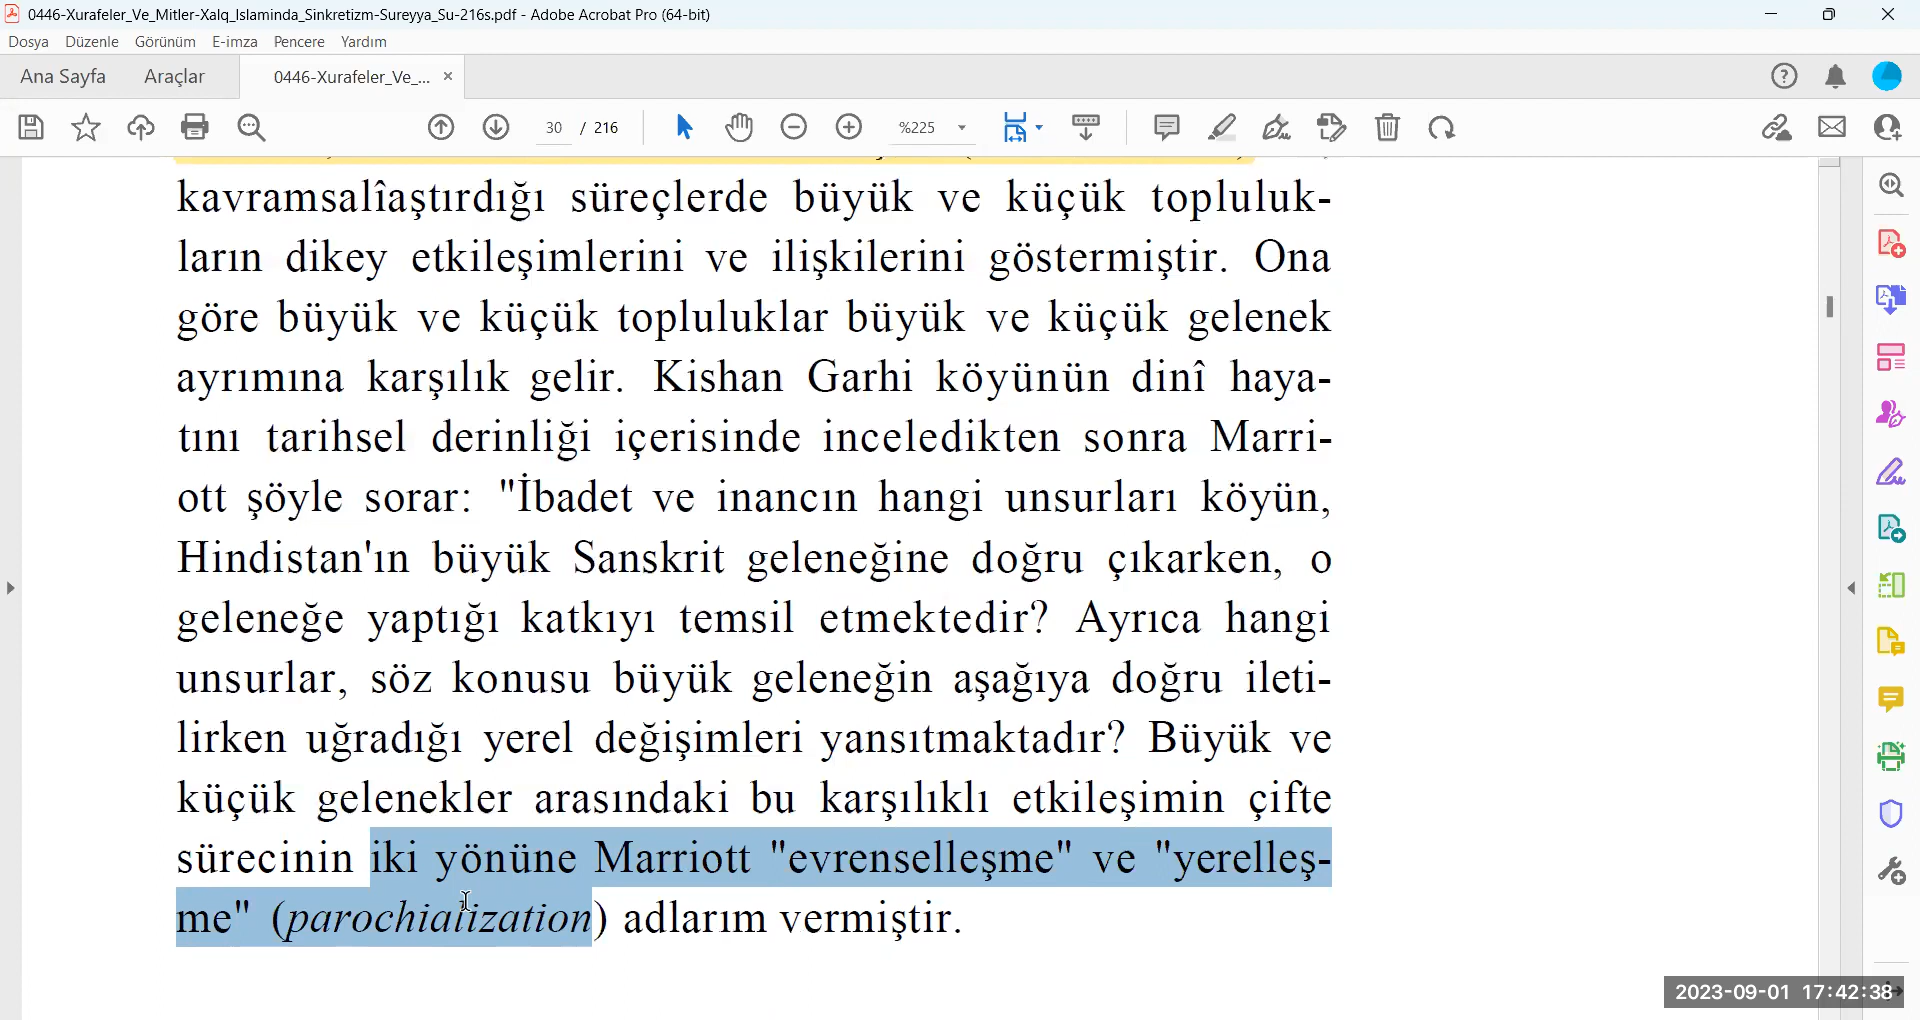 0446-Xurafeler_Ve_Mitler-Xalq_Islaminda_Sinkretizm-Sureyya_Su-216s.pdf - Adobe Acrobat Pro (64-bit)
Dosya Düzenle Görünüm E-imza Pencere Yardım
Ana Sayfa Araçlar 0446-Xurafeler_Ve_... ×
30 / 216 %225
kavramsalîaştırdığı süreçlerde büyük ve küçük topluluk-
ların dikey etkileşimlerini ve ilişkilerini göstermiştir. Ona
göre büyük ve küçük topluluklar büyük ve küçük gelenek
ayrımına karşılık gelir. Kishan Garhi köyünün dinî haya-
tını tarihsel derinliği içerisinde inceledikten sonra Marri-
ott şöyle sorar: "İbadet ve inancın hangi unsurları köyün,
Hindistan'ın büyük Sanskrit geleneğine doğru çıkarken, o
geleneğe yaptığı katkıyı temsil etmektedir? Ayrıca hangi
unsurlar, söz konusu büyük geleneğin aşağıya doğru ileti-
lirken uğradığı yerel değişimleri yansıtmaktadır? Büyük ve
küçük gelenekler arasındaki bu karşılıklı etkileşimin çifte
sürecinin iki yönüne Marriott "evrenselleşme" ve "yerelleş-
me" (parochialization) adlarım vermiştir.
2023-09-01 17:42:38